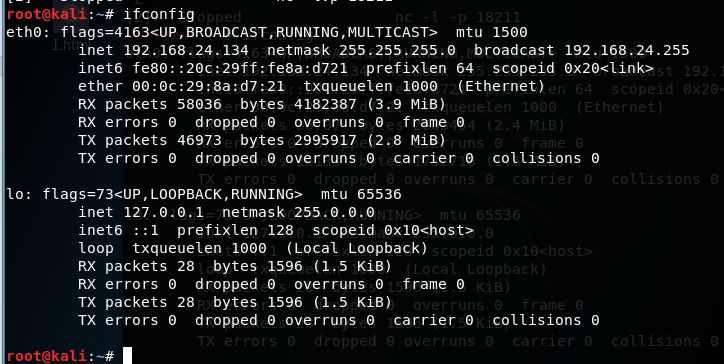 [2]+  Stopped                 nc -l -p 18211
root@kali:~# ifconfig
eth0: flags=4163<UP,BROADCAST,RUNNING,MULTICAST>  mtu 1500
        inet 192.168.24.134  netmask 255.255.255.0  broadcast 192.168.24.255
        inet6 fe80::20c:29ff:fe8a:d721  prefixlen 64  scopeid 0x20<link>
        ether 00:0c:29:8a:d7:21  txqueuelen 1000  (Ethernet)
        RX packets 58036  bytes 4182387 (3.9 MiB)
        RX errors 0  dropped 0  overruns 0  frame 0
        TX packets 46973  bytes 2995917 (2.8 MiB)
        TX errors 0  dropped 0 overruns 0  carrier 0  collisions 0
lo: flags=73<UP,LOOPBACK,RUNNING>  mtu 65536
        inet 127.0.0.1  netmask 255.0.0.0
        inet6 ::1  prefixlen 128  scopeid 0x10<host>
        loop  txqueuelen 1000  (Local Loopback)
        RX packets 28  bytes 1596 (1.5 KiB)
        RX errors 0  dropped 0  overruns 0  frame 0
        TX packets 28  bytes 1596 (1.5 KiB)
        TX errors 0  dropped 0 overruns 0  carrier 0  collisions 0
root@kali:~#